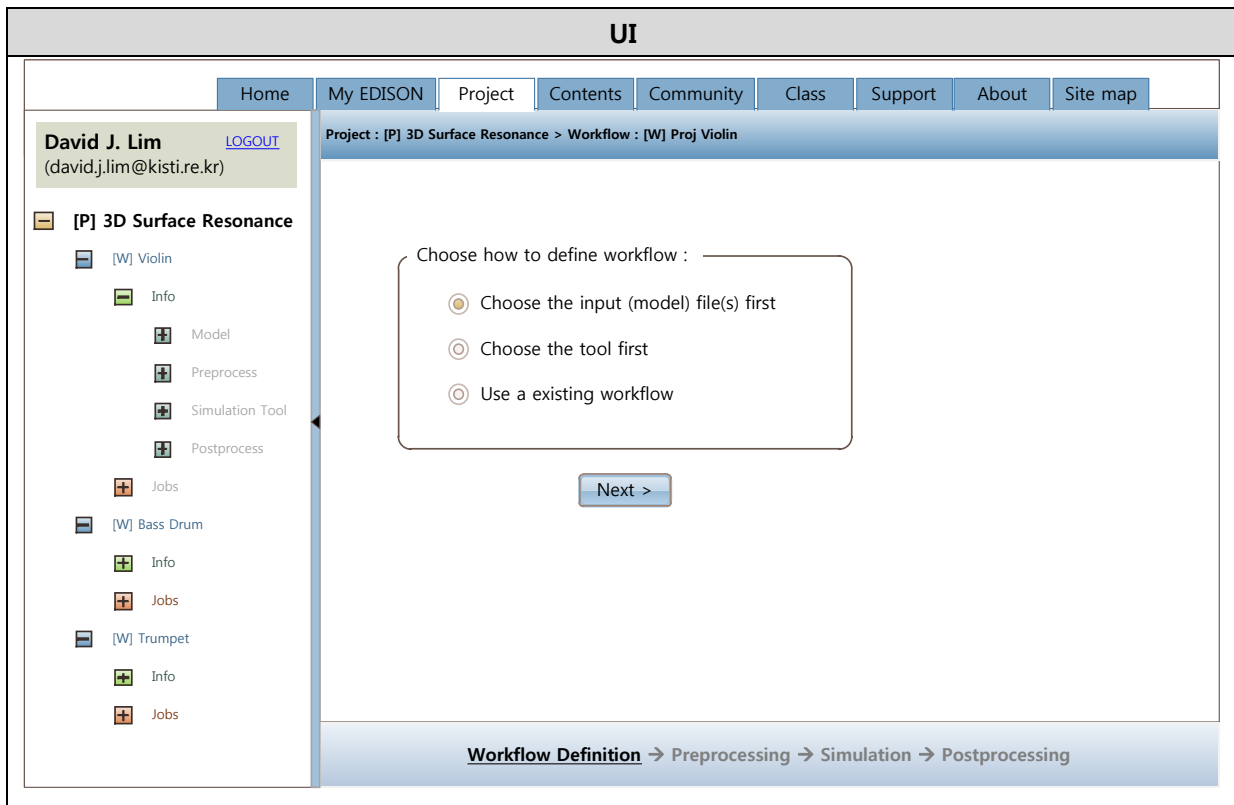 UI
Home My EDISON Project Contents Community Class Support About Site map
David J. Lim LOGOUT
(david.j.lim@kisti.re.kr)
Project : [P] 3D Surface Resonance > Workflow : [W] Proj Violin
[P] 3D Surface Resonance
[W] Violin
Info
Model
Preprocess
Simulation Tool
Postprocess
Jobs
[W] Bass Drum
Info
Jobs
[W] Trumpet
Info
Jobs
Choose how to define workflow :
Choose the input (model) file(s) first
Choose the tool first
Use a existing workflow
Next >
Workflow Definition → Preprocessing → Simulation → Postprocessing